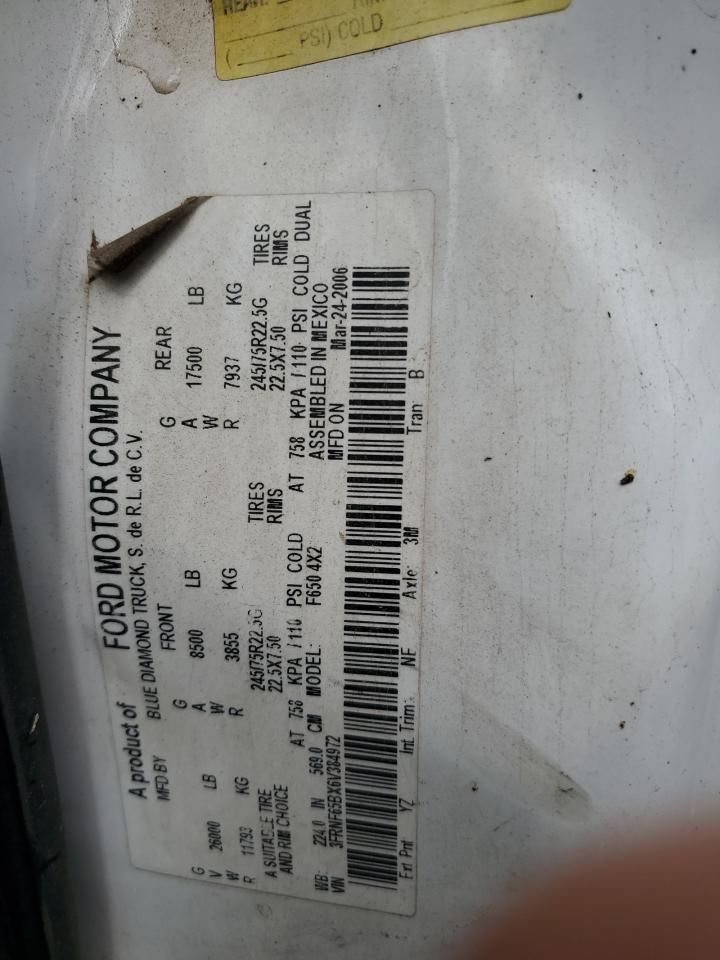 REAR:
PSI) COLD
A product of FORD MOTOR COMPANY
MFD BY BLUE DIAMOND TRUCK, S. de R.L. de C.V.
FRONT REAR
G G G
V 26000 LB A 8500 LB A 17500 LB
W W W
R 11793 KG R 3855 KG R 7937 KG
A SUITABLE TIRE 245/75R22.5G TIRES 245/75R22.5G TIRES
AND RIM CHOICE 22.5X7.50 RIMS 22.5X7.50 RIMS
AT 758 KPA / 110 PSI COLD AT 758 KPA / 110 PSI COLD DUAL
WB: 224.0 IN 569.0 CM MODEL: F650 4X2 ASSEMBLED IN MEXICO
VIN 3FRNF65BX6V384972 MFD ON Mar-24-2006
Ext Pnt: YZ Int Trim: NE Axle: 3M Tran: B